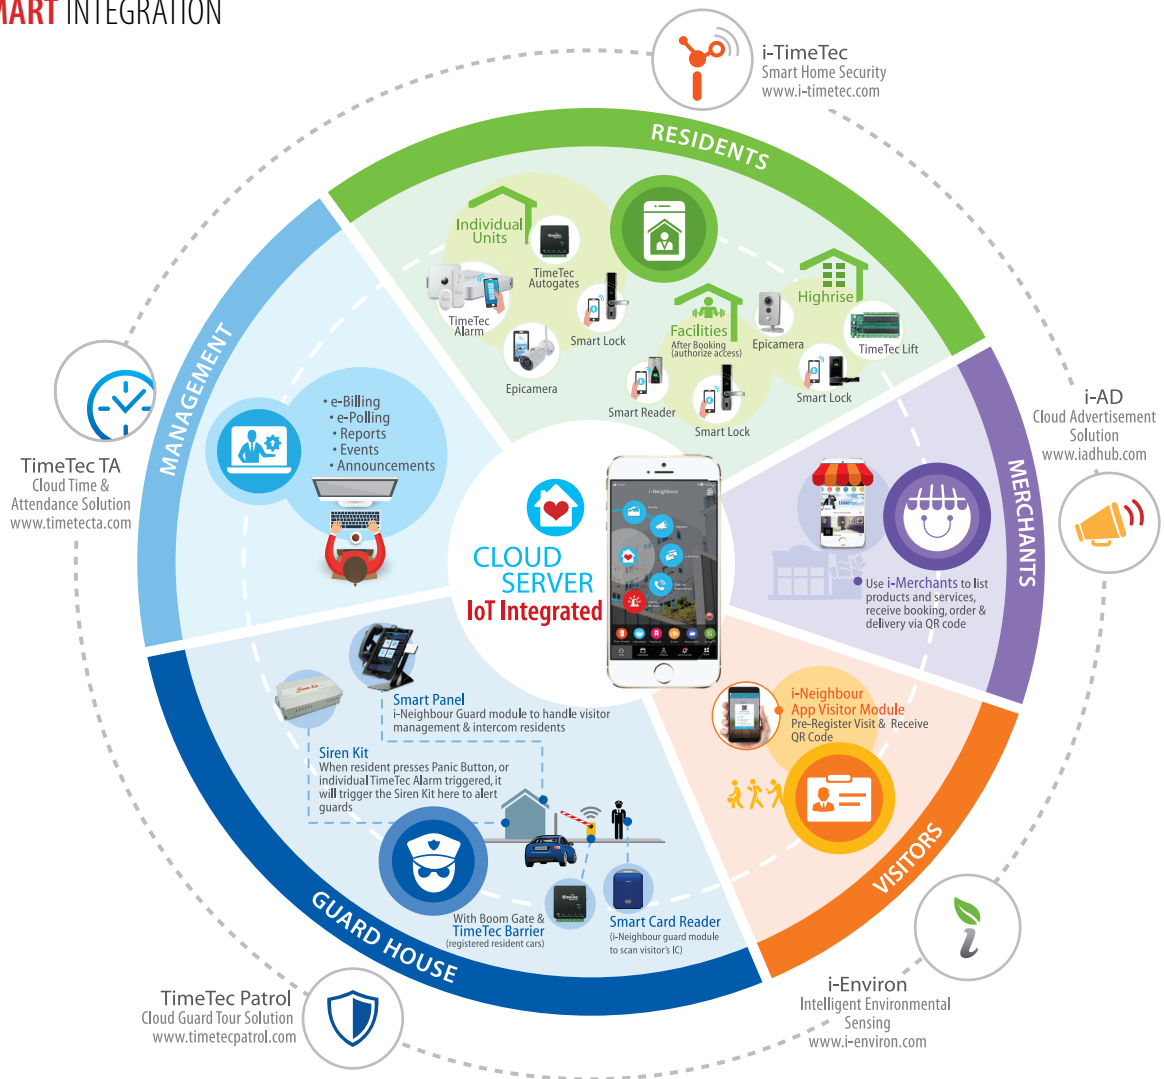 MART INTEGRATION
i-TimeTec
Smart Home Security
www.i-timetec.com
RESIDENTS
Individual
Units
TimeTec
Autogates
TimeTec
Alarm
Smart Lock
Epicamera
Facilities
After Booking
(authorize access)
Smart Reader
Smart Lock
Highrise
Epicamera
TimeTec Lift
Smart Lock
MANAGEMENT
• e-Billing
• e-Polling
• Reports
• Events
• Announcements
TimeTec TA
Cloud Time &
Attendance Solution
www.timetecta.com
CLOUD
SERVER
IoT Integrated
i-Neighbour
i-AD
Cloud Advertisement
Solution
www.iadhub.com
MERCHANTS
Use i-Merchants to list
products and services,
receive booking, order &
delivery via QR code
i-Neighbour
App Visitor Module
Pre-Register Visit & Receive
QR Code
VISITORS
Smart Panel
i-Neighbour Guard module to handle visitor
management & intercom residents
Siren Kit
Siren Kit
When resident presses Panic Button, or
individual TimeTec Alarm triggered, it
will trigger the Siren Kit here to alert
guards
With Boom Gate &
TimeTec Barrier
(registered resident cars)
Smart Card Reader
(i-Neighbour guard module
to scan visitor's IC)
GUARD HOUSE
TimeTec Patrol
Cloud Guard Tour Solution
www.timetecpatrol.com
i-Environ
Intelligent Environmental
Sensing
www.i-environ.com